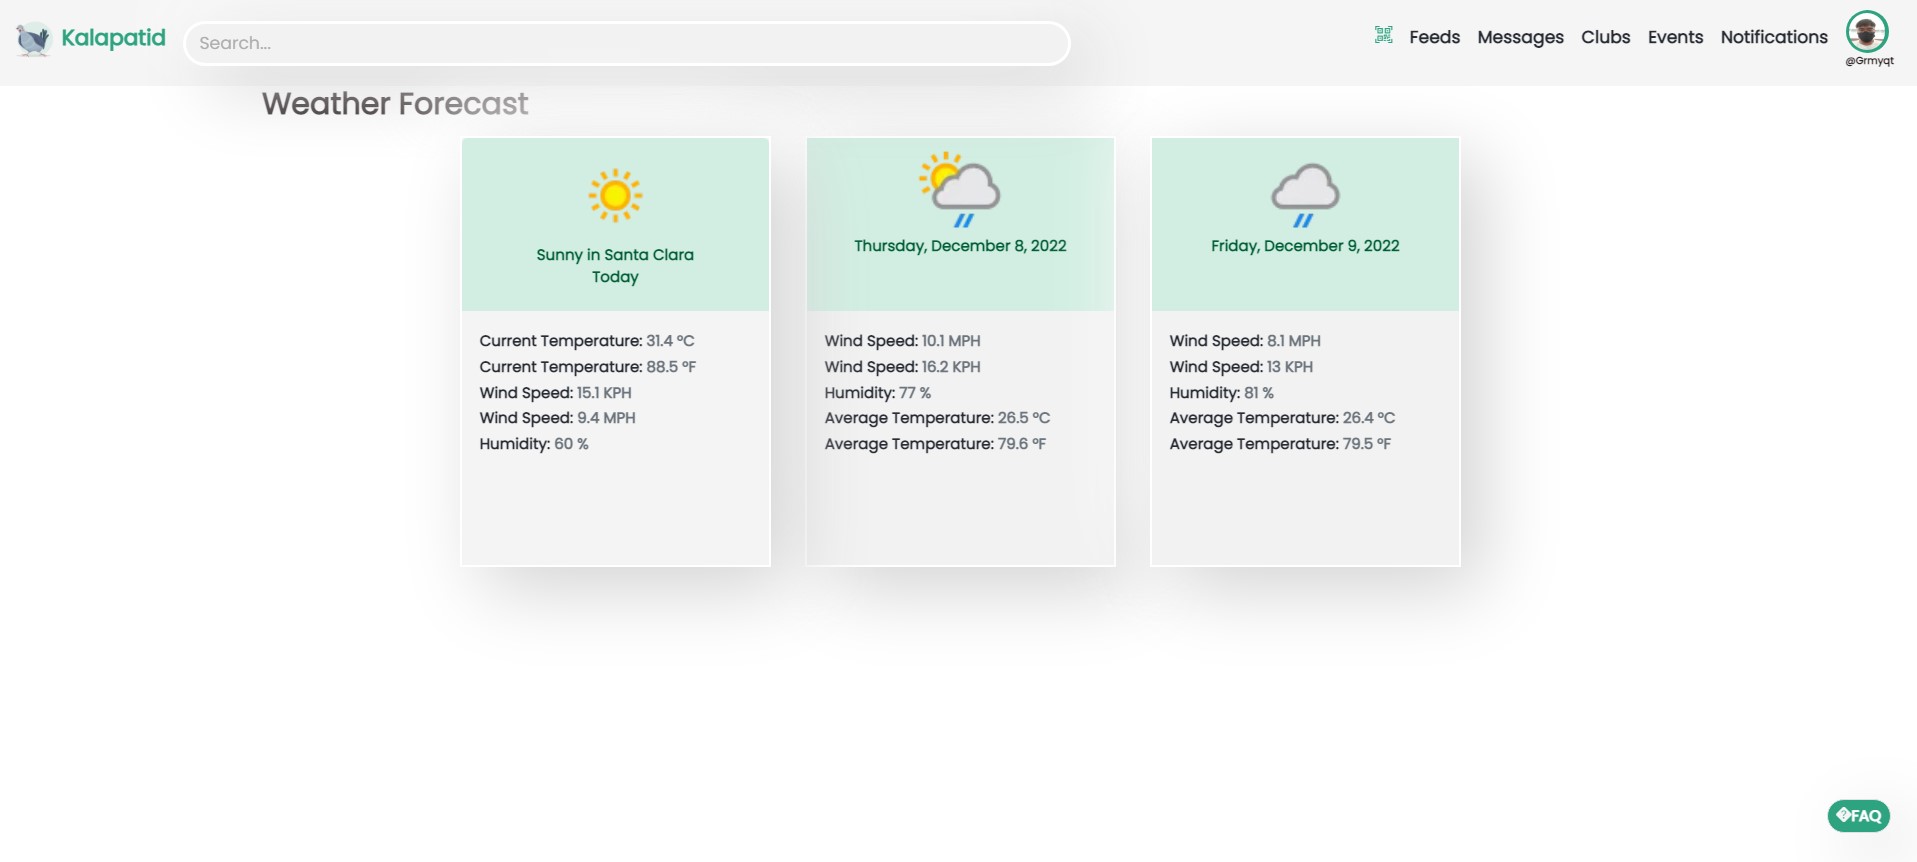 Kalapatid
Search...
Feeds
Messages
Clubs
Events
Notifications
@Grmyqt
Weather Forecast
Sunny in Santa Clara
Today
Current Temperature: 31.4 °C
Current Temperature: 88.5 °F
Wind Speed: 15.1 KPH
Wind Speed: 9.4 MPH
Humidity: 60 %
Thursday, December 8, 2022
Wind Speed: 10.1 MPH
Wind Speed: 16.2 KPH
Humidity: 77 %
Average Temperature: 26.5 °C
Average Temperature: 79.6 °F
Friday, December 9, 2022
Wind Speed: 8.1 MPH
Wind Speed: 13 KPH
Humidity: 81 %
Average Temperature: 26.4 °C
Average Temperature: 79.5 °F
�FAQ